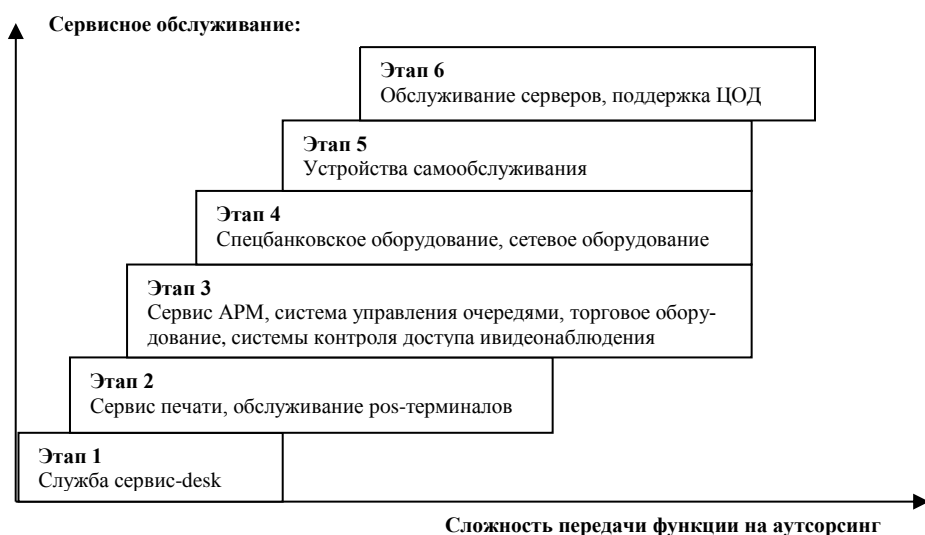 Сервисное обслуживание:
Этап 6
Обслуживание серверов, поддержка ЦОД
Этап 5
Устройства самообслуживания
Этап 4
Спецбанковское оборудование, сетевое оборудование
Этап 3
Сервис АРМ, система управления очередями, торговое обору-
дование, системы контроля доступа ивидеонаблюдения
Этап 2
Сервис печати, обслуживание pos-терминалов
Этап 1
Служба сервис-desk
Сложность передачи функции на аутсорсинг